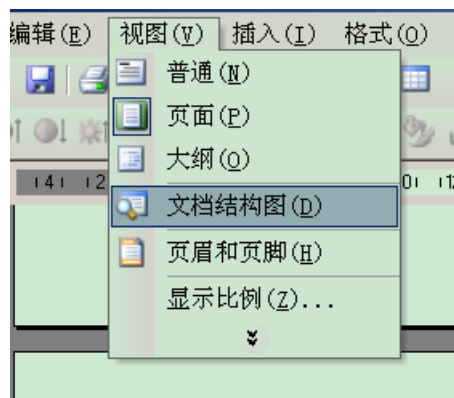 编辑(E) 视图(V) 插入(I) 格式(O)
普通(N)
页面(P)
大纲(O)
文档结构图(D)
页眉和页脚(H)
显示比例(Z)...